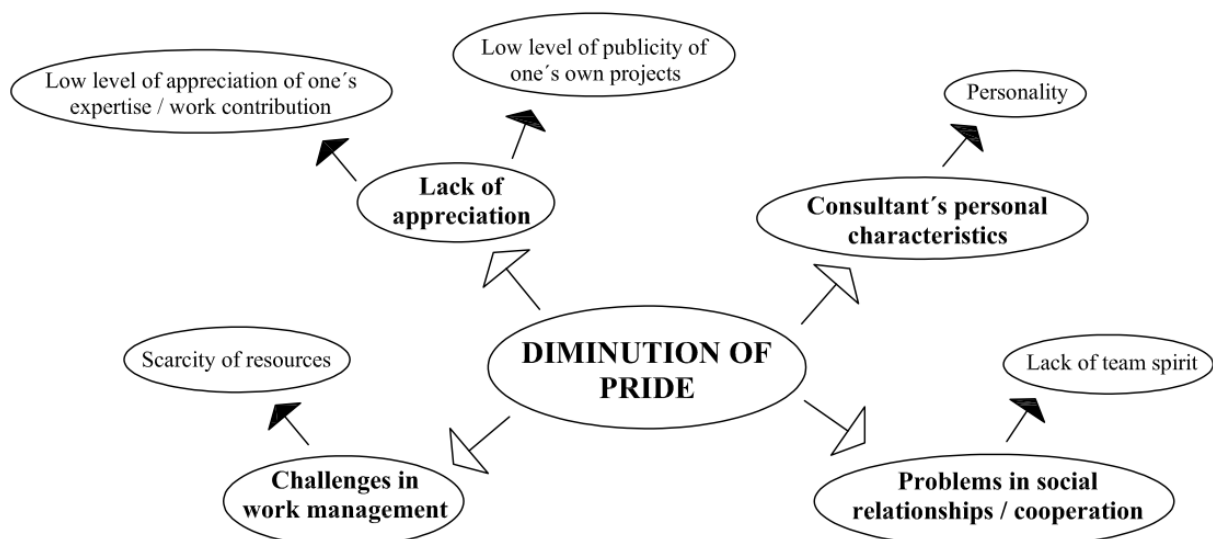 Low level of appreciation of one´s
expertise / work contribution
Low level of publicity of
one´s own projects
Personality
Lack of
appreciation
Consultant´s personal
characteristics
Scarcity of resources
DIMINUTION OF
PRIDE
Lack of team spirit
Challenges in
work management
Problems in social
relationships / cooperation